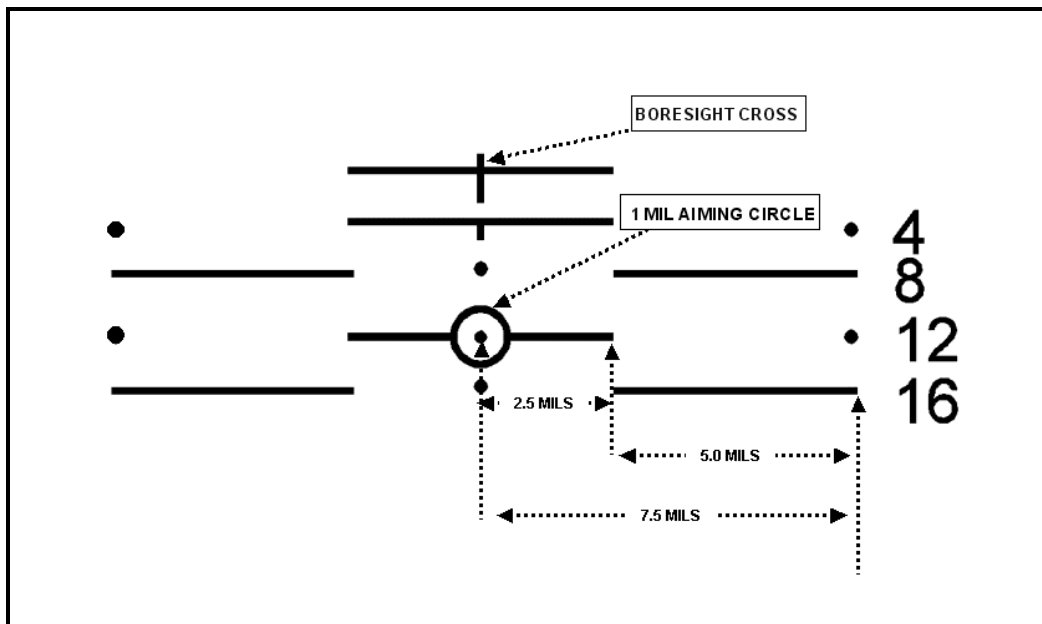 BORESIGHT CROSS
1 MIL AIMING CIRCLE
4
8
12
16
2.5 MILS
5.0 MILS
7.5 MILS